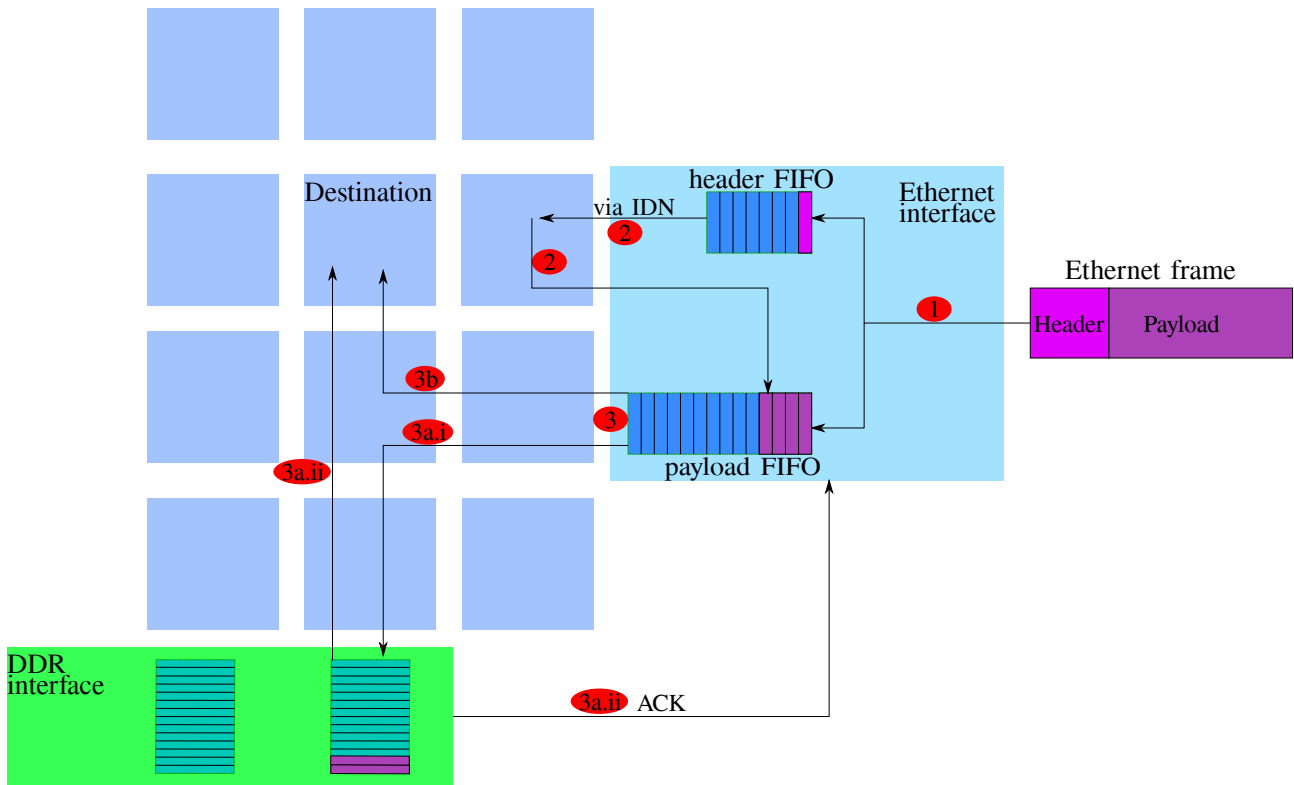 header FIFO
Ethernet
interface
Destination
via IDN
2
2
Ethernet frame
1
Header
Payload
3b
3
3a.i
payload FIFO
3a.ii
DDR
interface
3a.ii ACK